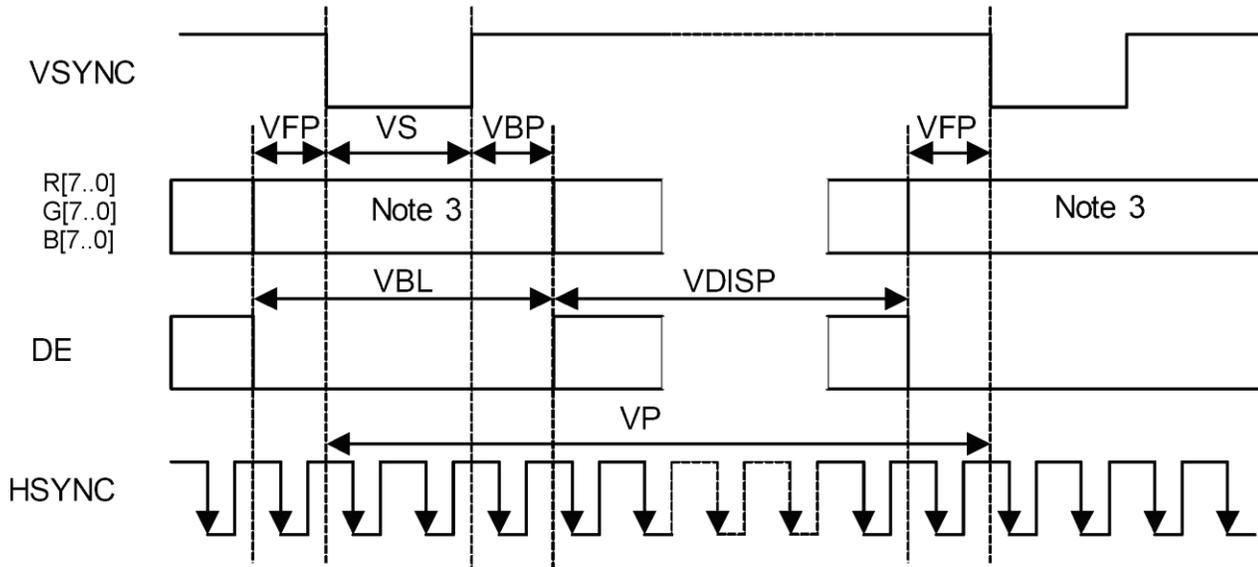 VSYNC
VFP VS VBP VFP
R[7..0]
G[7..0]
B[7..0]
Note 3 Note 3
VBL VDISP
DE
VP
HSYNC